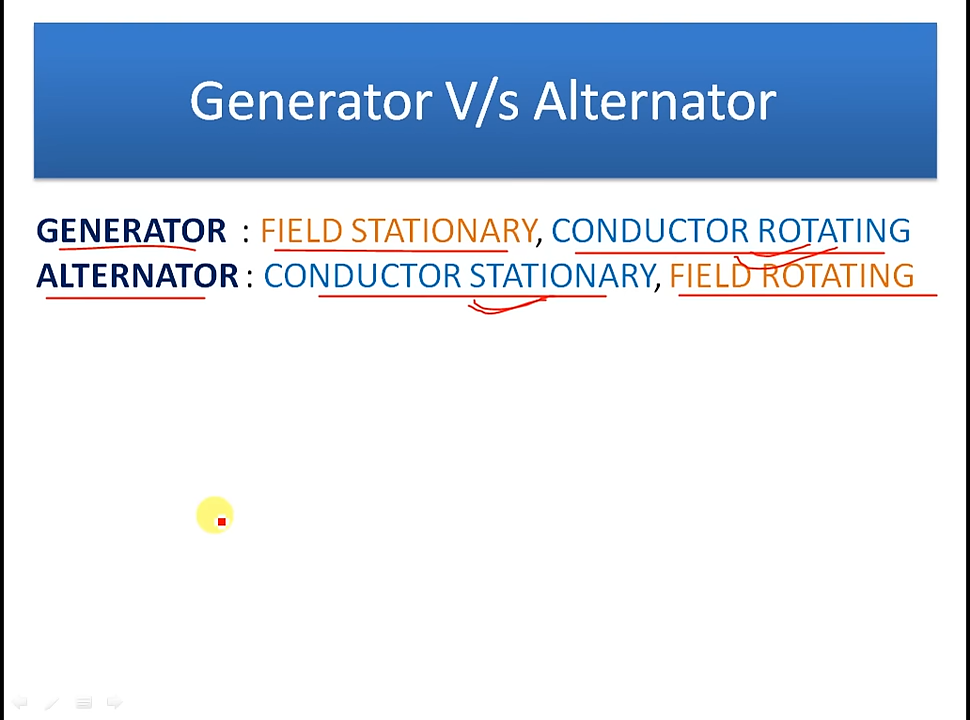 Generator V/s Alternator
GENERATOR : FIELD STATIONARY, CONDUCTOR ROTATING
ALTERNATOR : CONDUCTOR STATIONARY, FIELD ROTATING